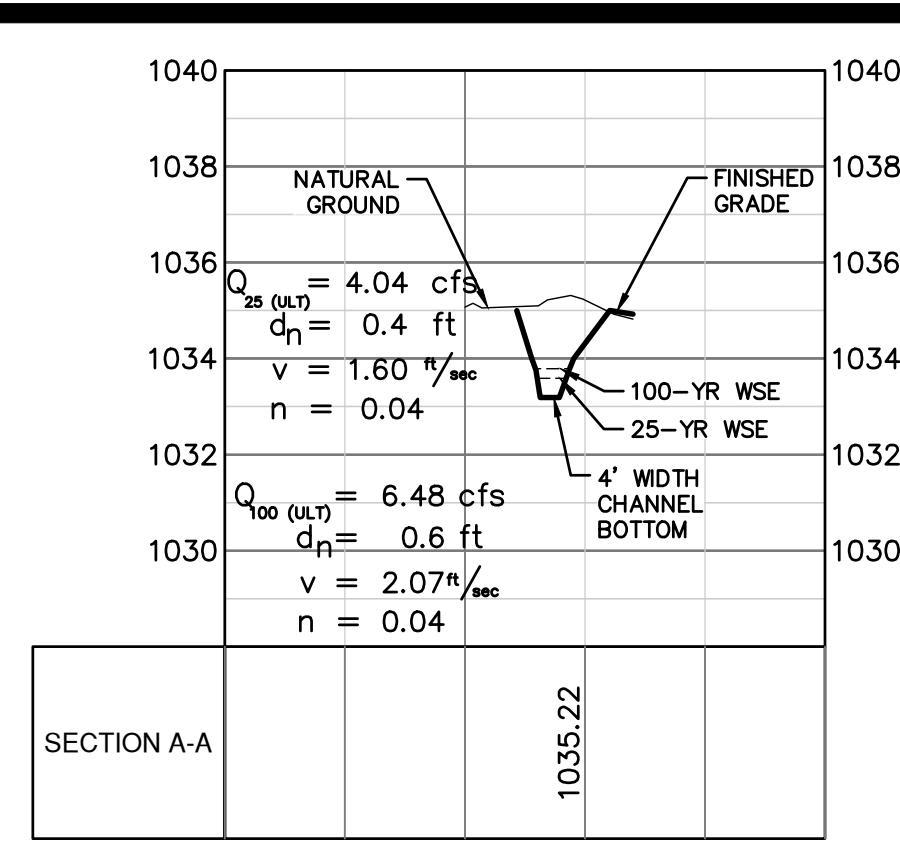 1040 1040
1038 1038
NATURAL
GROUND
FINISHED
GRADE
1036 1036
Q25 (ULT) = 4.04 cfs
dn = 0.4 ft
1034 1034
v = 1.60 ft/sec
n = 0.04
100-YR WSE
25-YR WSE
1032 1032
4' WIDTH
CHANNEL
BOTTOM
Q100 (ULT) = 6.48 cfs
dn = 0.6 ft
1030 1030
v = 2.07 ft/sec
n = 0.04
SECTION A-A
1035.22